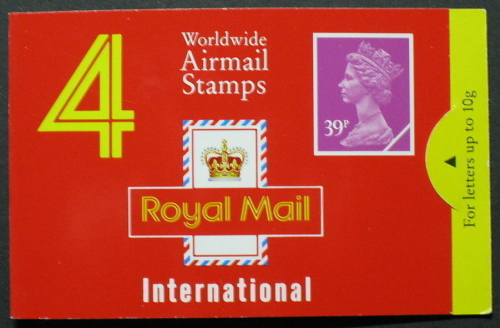 4
Worldwide
Airmail
Stamps
39P
Royal Mail
International
For letters up to 10g